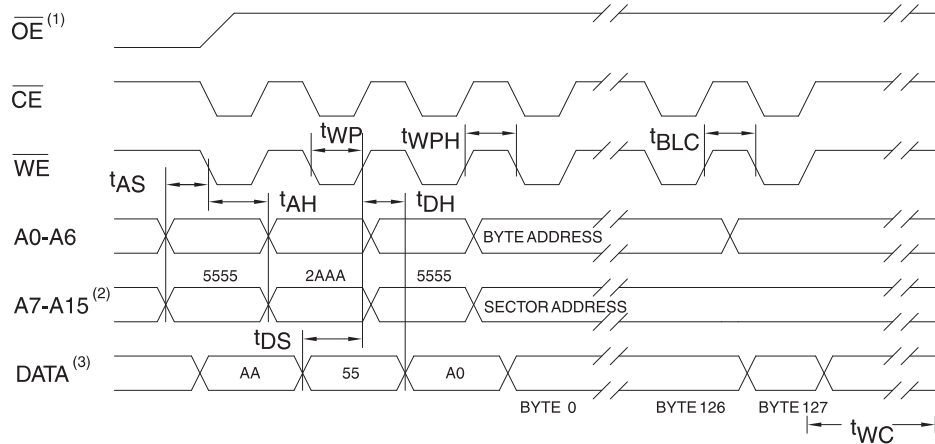 OE (1)
CE
tWP tWPH tBLC
WE
tAS tAH tDH
A0-A6 BYTE ADDRESS
5555 2AAA 5555
A7-A15 (2) SECTOR ADDRESS
tDS
DATA (3) AA 55 A0
BYTE 0 BYTE 126 BYTE 127
tWC